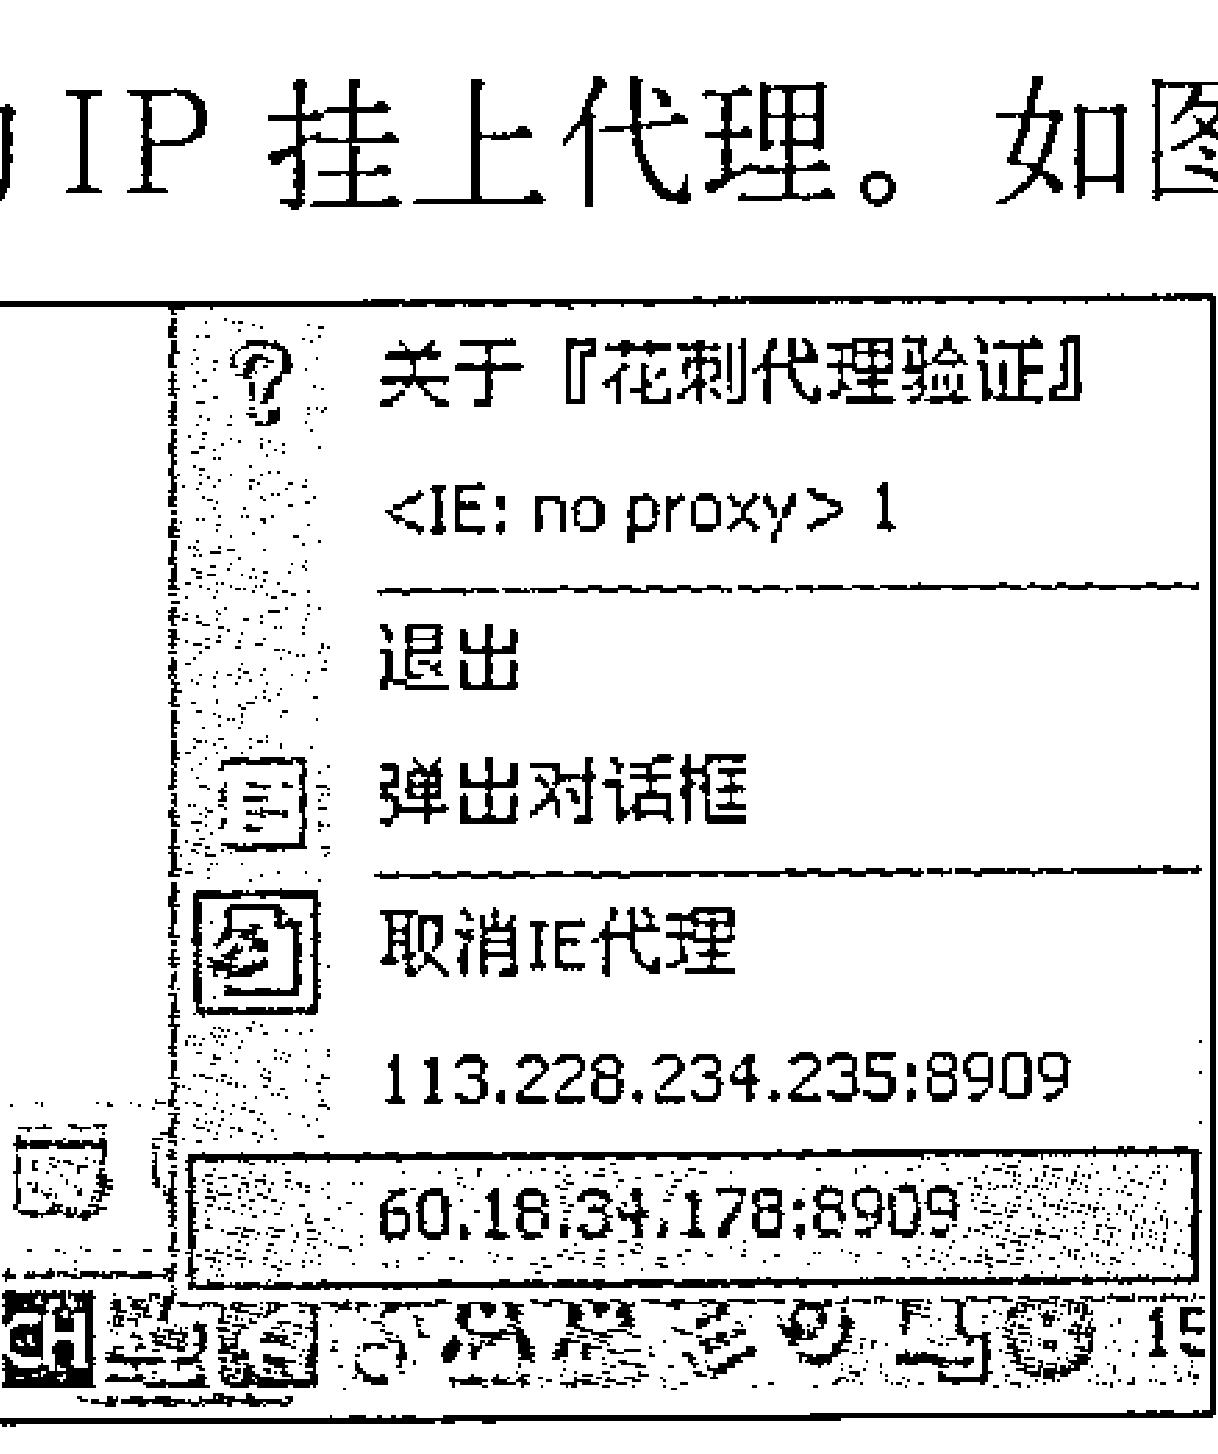 IP 挂上代理。如图
关于『花刺代理验证』
<IE: no proxy> 1
退出
弹出对话框
取消IE代理
113.228.234.235:8909
60.18.34.178:8909
15